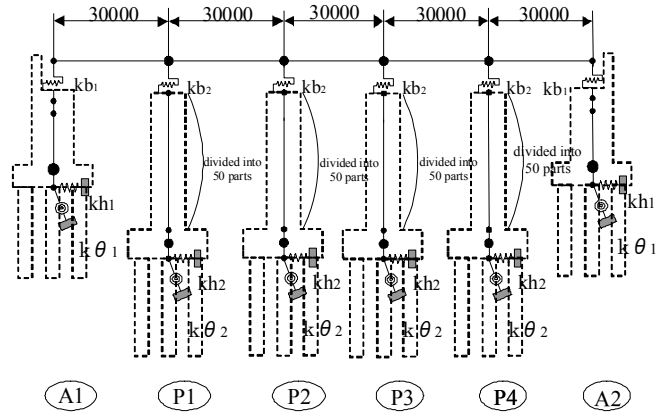 30000 30000 30000 30000 30000
kb1 kb2 kb2 kb2 kb2 kb1
divided into 50 parts
divided into 50 parts
divided into 50 parts
divided into 50 parts
kh1 kh2 kh2 kh2 kh2 kh1
kθ1 kθ2 kθ2 kθ2 kθ2 kθ1
A1 P1 P2 P3 P4 A2